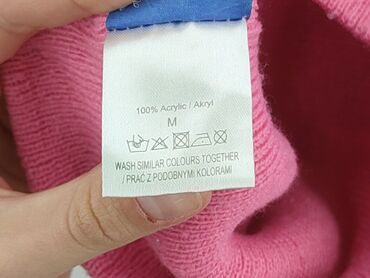 100% Acrylic / Akryl
M
WASH SIMILAR COLOURS TOGETHER
/ PRAĆ Z PODOBNYMI KOLORAMI